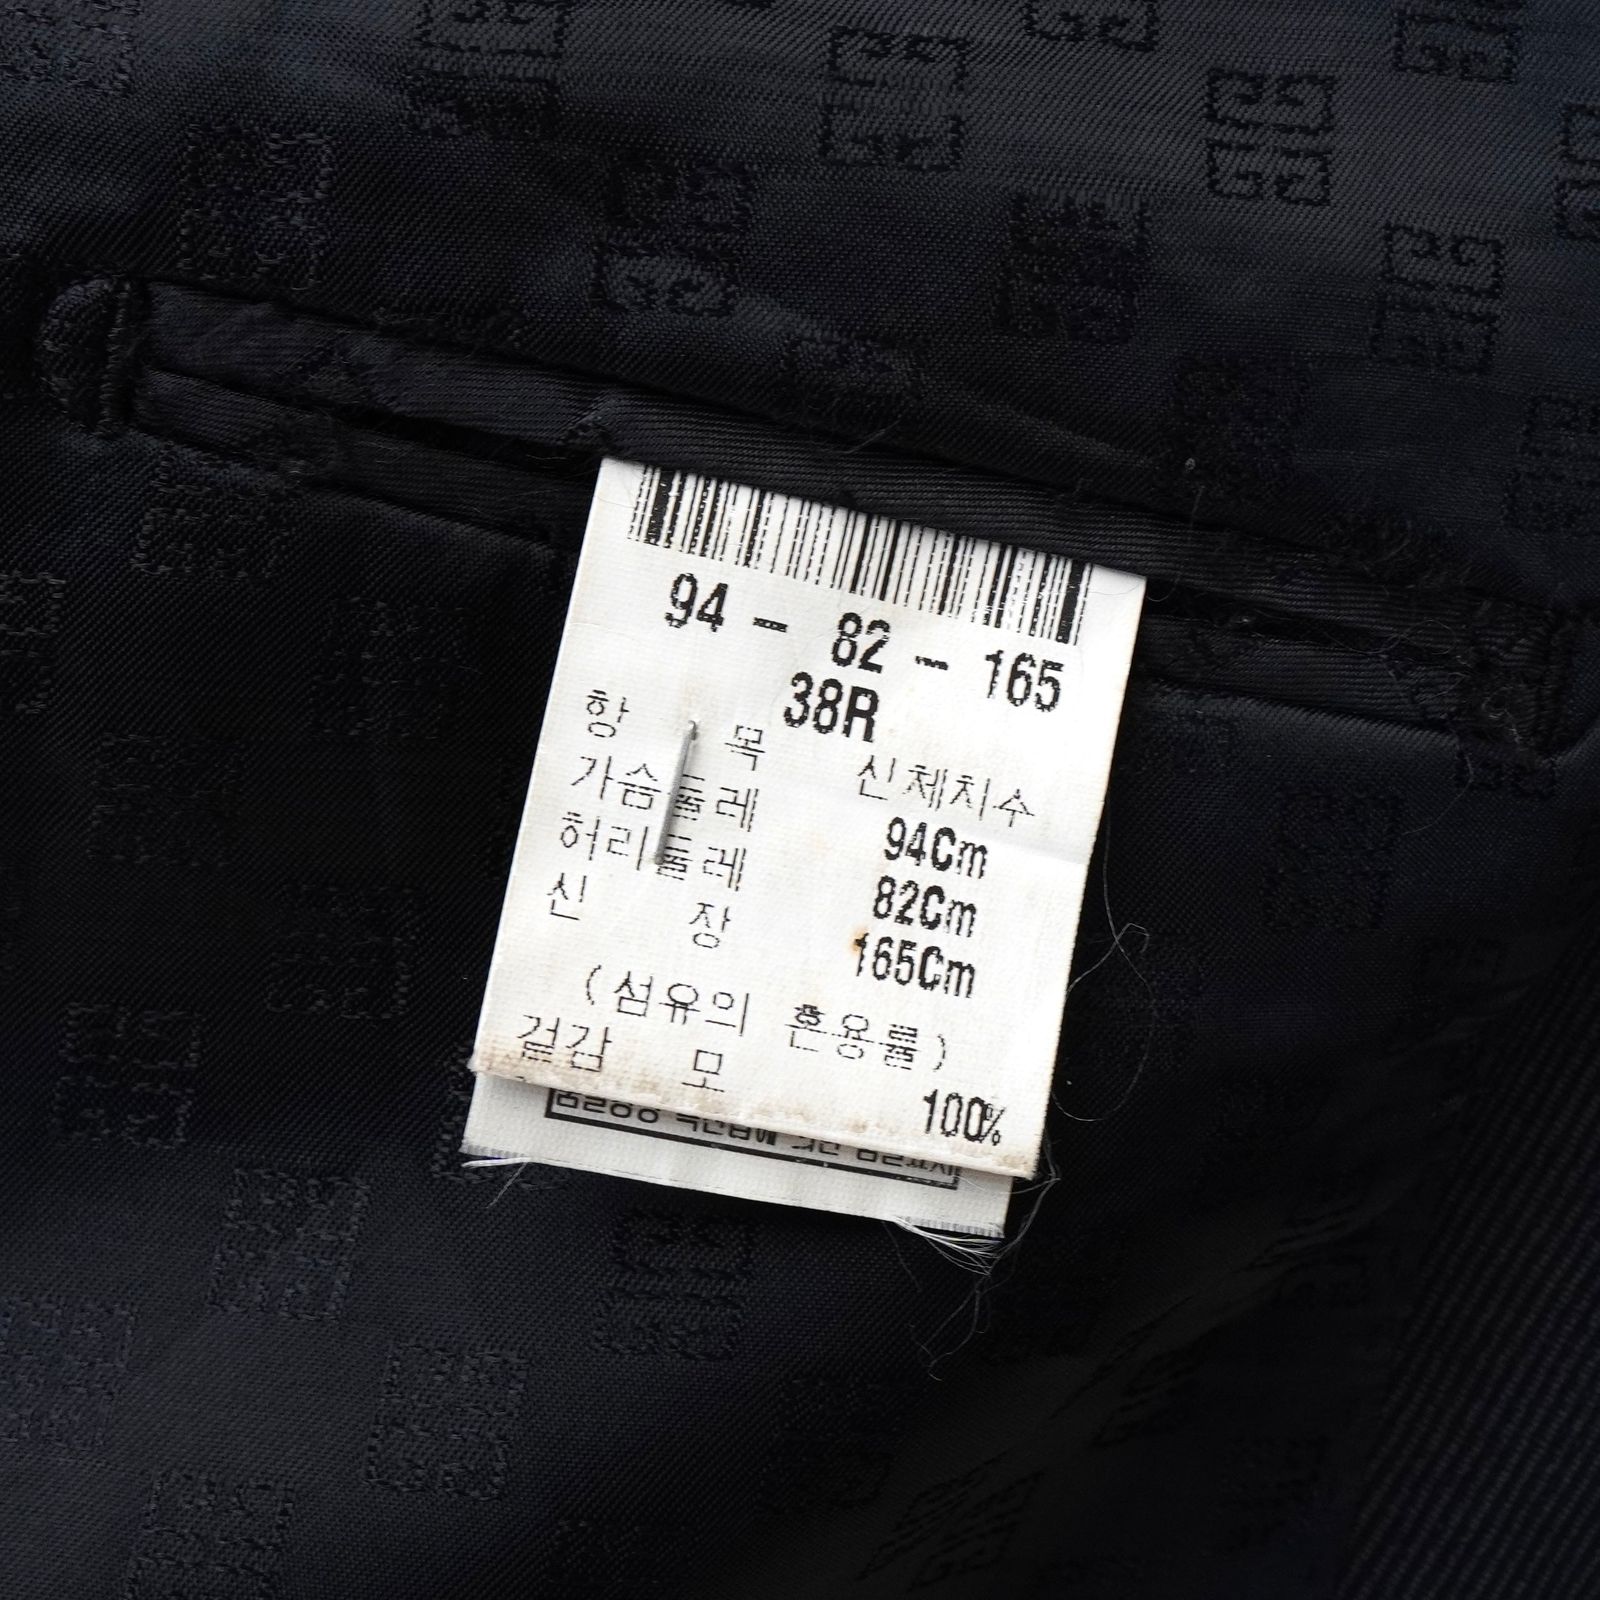 94 - 82 - 165
38R
항 목 신체치수
가슴둘레 94Cm
허리둘레 82Cm
신 장 165Cm
(섬유의 혼용률)
겉감 모 100%